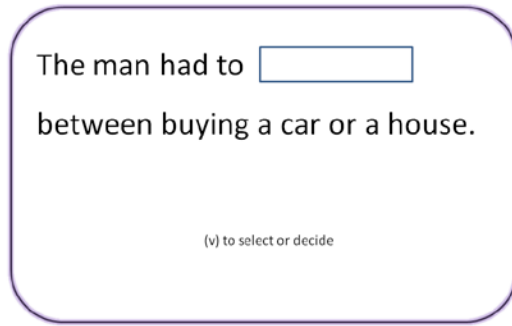 The man had to
between buying a car or a house.
(v) to select or decide